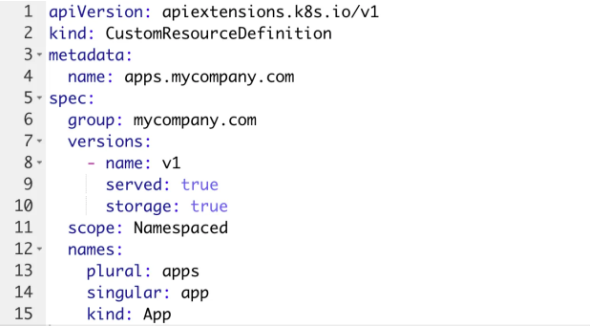 1 apiVersion: apiextensions.k8s.io/v1
2 kind: CustomResourceDefinition
3 metadata:
4   name: apps.mycompany.com
5 spec:
6   group: mycompany.com
7   versions:
8     - name: v1
9       served: true
10       storage: true
11   scope: Namespaced
12   names:
13     plural: apps
14     singular: app
15     kind: App